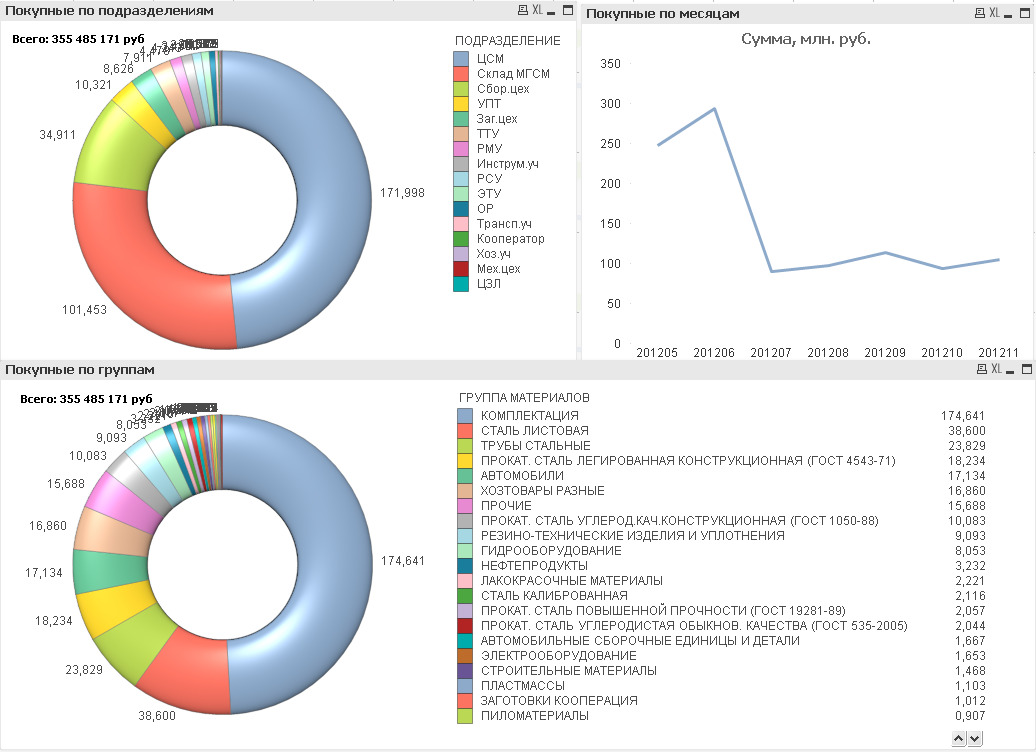 Покупные по подразделениям
XL
Всего: 355 485 171 руб
7,911
8,626
10,321
34,911
101,453
171,998
ПОДРАЗДЕЛЕНИЕ
ЦСМ
Склад МГСМ
Сбор.цех
УПТ
Заг.цех
ТТУ
РМУ
Инструм.уч
РСУ
ЭТУ
ОР
Трансп.уч
Кооператор
Хоз.уч
Мех.цех
ЦЗЛ
Покупные по месяцам
XL
Сумма, млн. руб.
350
300
250
200
150
100
50
0
201205 201206 201207 201208 201209 201210 201211
Покупные по группам
XL
Всего: 355 485 171 руб
8,053
9,093
10,083
15,688
16,860
17,134
18,234
23,829
38,600
174,641
ГРУППА МАТЕРИАЛОВ
КОМПЛЕКТАЦИЯ 174,641
СТАЛЬ ЛИСТОВАЯ 38,600
ТРУБЫ СТАЛЬНЫЕ 23,829
ПРОКАТ. СТАЛЬ ЛЕГИРОВАННАЯ КОНСТРУКЦИОННАЯ (ГОСТ 4543-71) 18,234
АВТОМОБИЛИ 17,134
ХОЗТОВАРЫ РАЗНЫЕ 16,860
ПРОЧИЕ 15,688
ПРОКАТ. СТАЛЬ УГЛЕРОД.КАЧ.КОНСТРУКЦИОННАЯ (ГОСТ 1050-88) 10,083
РЕЗИНО-ТЕХНИЧЕСКИЕ ИЗДЕЛИЯ И УПЛОТНЕНИЯ 9,093
ГИДРООБОРУДОВАНИЕ 8,053
НЕФТЕПРОДУКТЫ 3,232
ЛАКОКРАСОЧНЫЕ МАТЕРИАЛЫ 2,221
СТАЛЬ КАЛИБРОВАННАЯ 2,116
ПРОКАТ. СТАЛЬ ПОВЫШЕННОЙ ПРОЧНОСТИ (ГОСТ 19281-89) 2,057
ПРОКАТ. СТАЛЬ УГЛЕРОДИСТАЯ ОБЫКНОВ. КАЧЕСТВА (ГОСТ 535-2005) 2,044
АВТОМОБИЛЬНЫЕ СБОРОЧНЫЕ ЕДИНИЦЫ И ДЕТАЛИ 1,667
ЭЛЕКТРООБОРУДОВАНИЕ 1,653
СТРОИТЕЛЬНЫЕ МАТЕРИАЛЫ 1,468
ПЛАСТМАССЫ 1,103
ЗАГОТОВКИ КООПЕРАЦИЯ 1,012
ПИЛОМАТЕРИАЛЫ 0,907